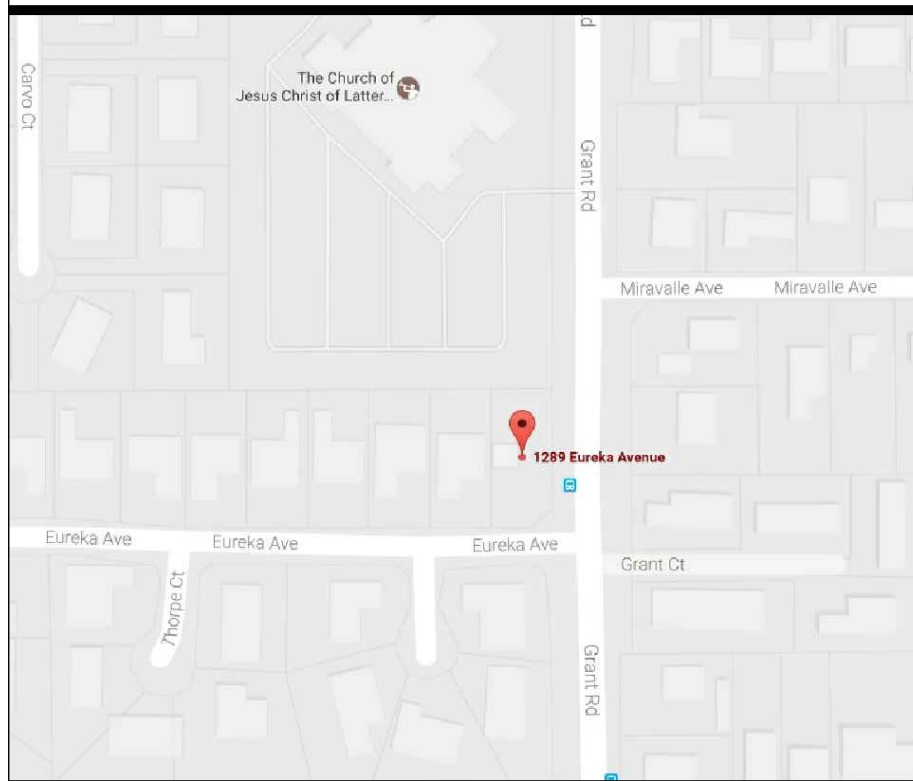 Carvo Ct
The Church of
Jesus Christ of Latter...
Rd
Grant Rd
Miravalle Ave
Miravalle Ave
1289 Eureka Avenue
Eureka Ave
Eureka Ave
Eureka Ave
Grant Ct
Thorpe Ct
Grant Rd